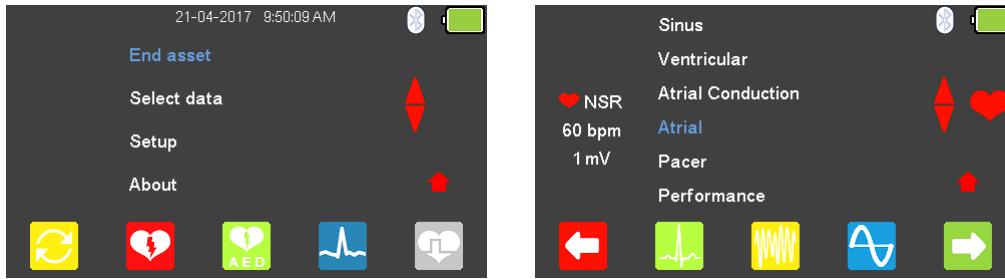 21-04-2017 9:50:09 AM
End asset
Select data
Setup
About
AED
Sinus
Ventricular
Atrial Conduction
NSR
Atrial
60 bpm
1 mV
Pacer
Performance